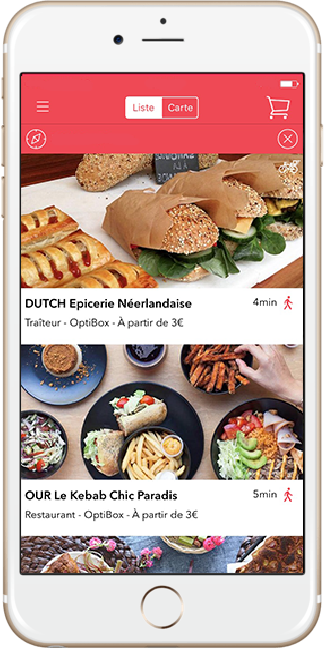 Liste Carte
DUTCH Epicerie Néerlandaise 4min
Traîteur - OptiBox - À partir de 3€
OUR Le Kebab Chic Paradis 5min
Restaurant - OptiBox - À partir de 3€